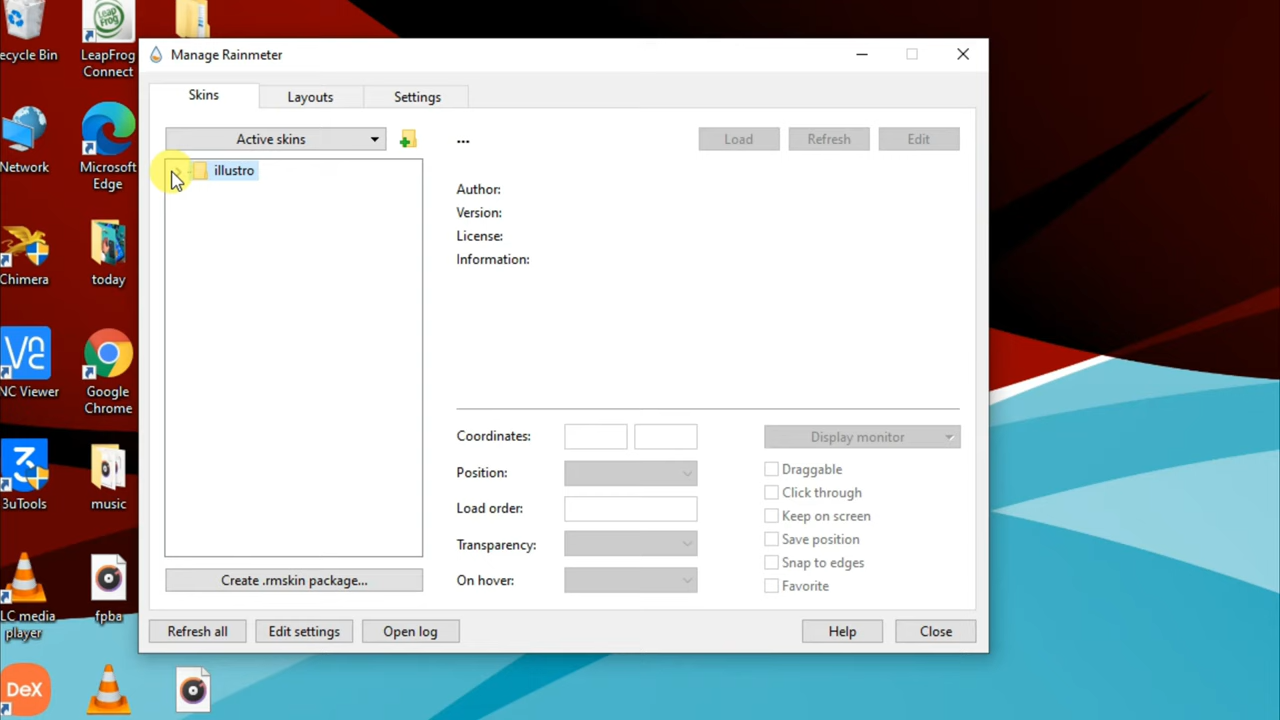 ecycle Bin
LeapFrog
Connect
Network
Microsoft
Edge
Chimera
today
NC Viewer
Google
Chrome
3uTools
music
LC media
player
fpba
DeX
Manage Rainmeter
Skins
Layouts
Settings
Active skins
illustro
Create .rmskin package...
...
Load
Refresh
Edit
Author:
Version:
License:
Information:
Coordinates:
Position:
Load order:
Transparency:
On hover:
Display monitor
Draggable
Click through
Keep on screen
Save position
Snap to edges
Favorite
Refresh all
Edit settings
Open log
Help
Close